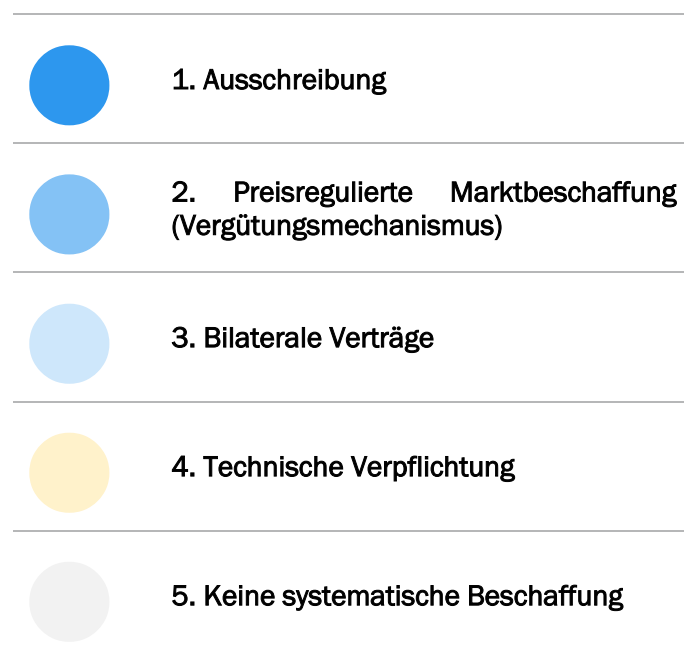 1. Ausschreibung
2. Preisregulierte Marktbeschaffung
(Vergütungsmechanismus)
3. Bilaterale Verträge
4. Technische Verpflichtung
5. Keine systematische Beschaffung